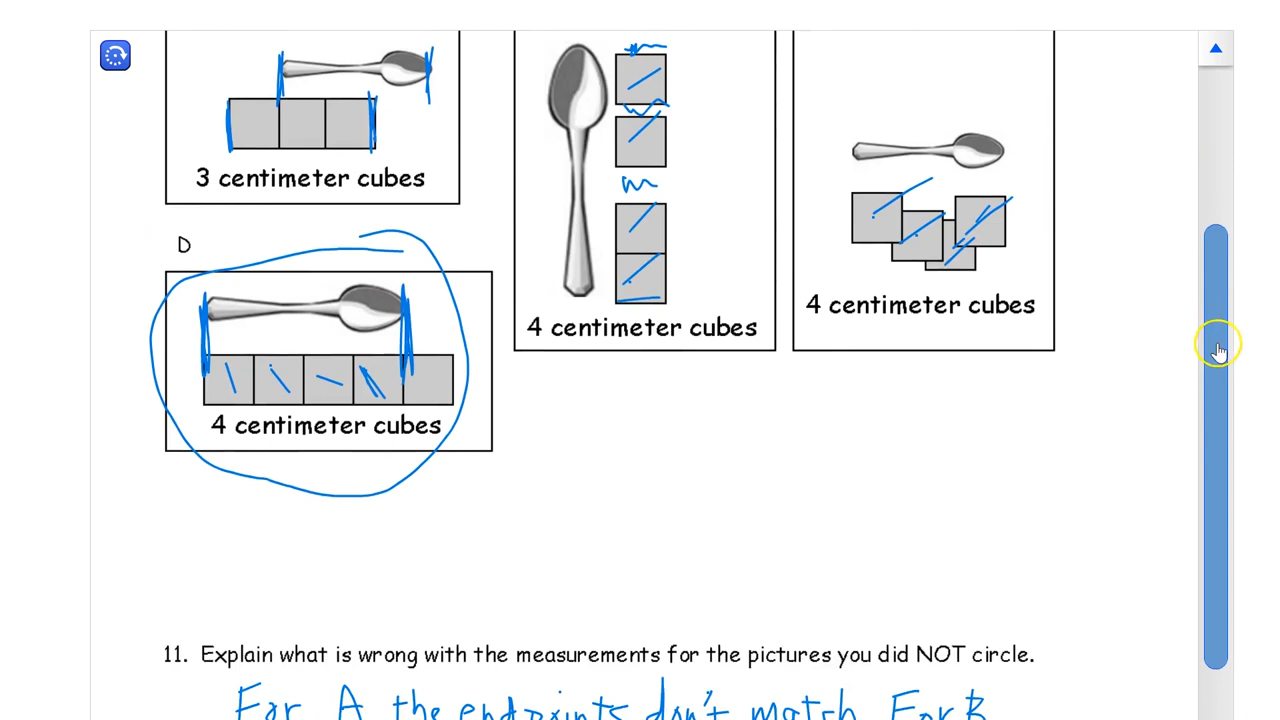 3 centimeter cubes
4 centimeter cubes
4 centimeter cubes
D
4 centimeter cubes
11. Explain what is wrong with the measurements for the pictures you did NOT circle.
For A the endpoints don't match For B